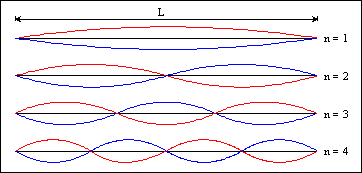 L
n = 1
n = 2
n = 3
n = 4